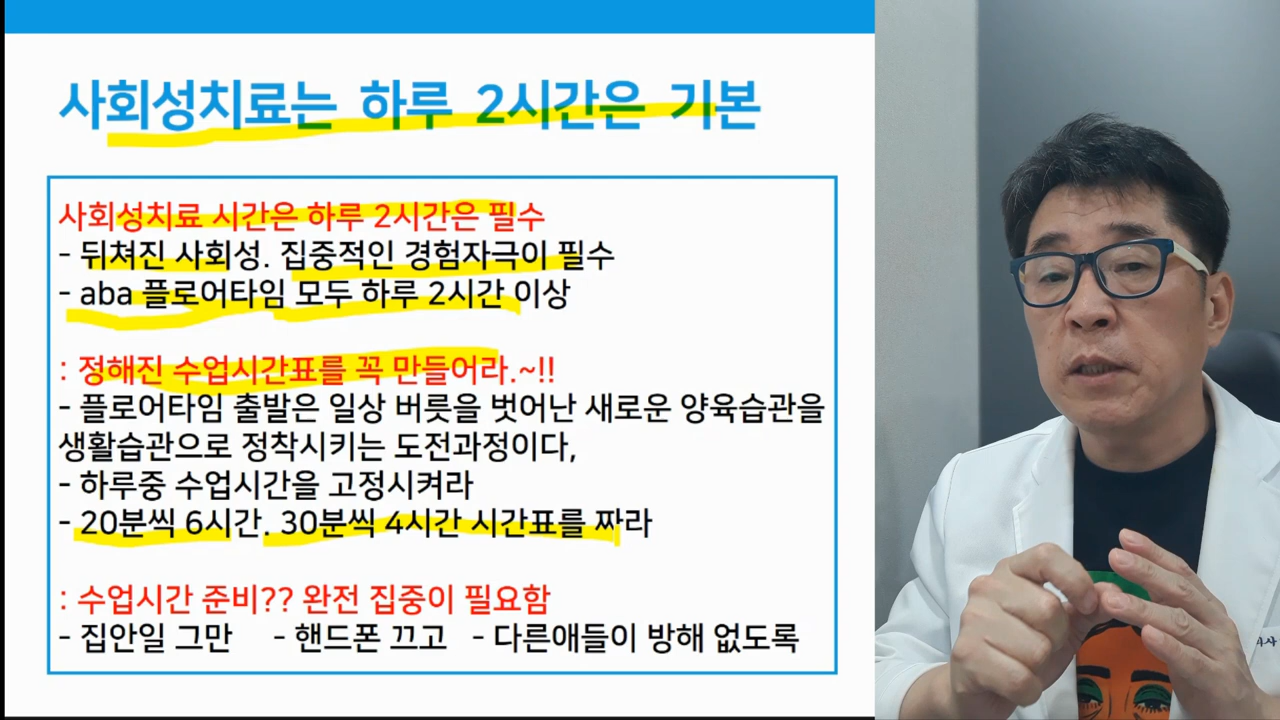 사회성치료는 하루 2시간은 기본
사회성치료 시간은 하루 2시간은 필수
- 뒤쳐진 사회성. 집중적인 경험자극이 필수
- aba 플로어타임 모두 하루 2시간 이상
: 정해진 수업시간표를 꼭 만들어라.~!!
- 플로어타임 출발은 일상 버릇을 벗어난 새로운 양육습관을
생활습관으로 정착시키는 도전과정이다,
- 하루중 수업시간을 고정시켜라
- 20분씩 6시간. 30분씩 4시간 시간표를 짜라
: 수업시간 준비?? 완전 집중이 필요함
- 집안일 그만 - 핸드폰 끄고 - 다른애들이 방해 없도록